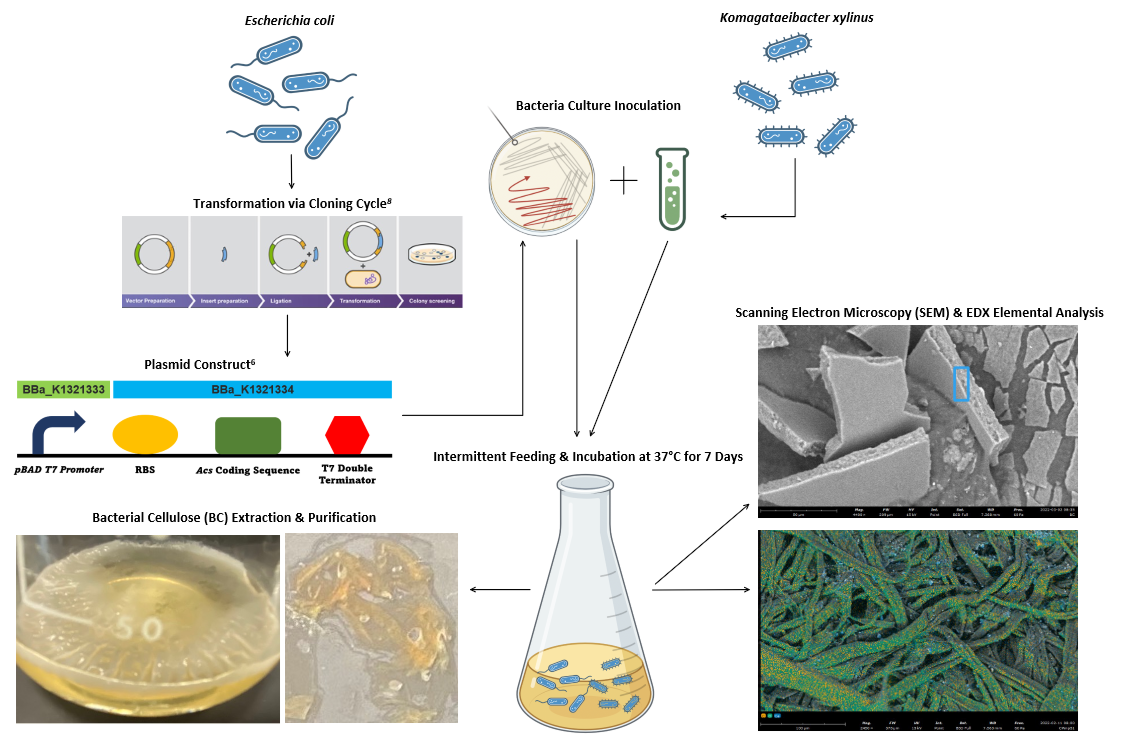 Escherichia coli
Komagataeibacter xylinus
Bacteria Culture Inoculation
Transformation via Cloning Cycle⁸
Vector Preparation
Insert preparation
Ligation
Transformation
Colony screening
Plasmid Construct⁶
BBa_K1321333
BBa_K1321334
pBAD T7 Promoter
RBS
Acs Coding Sequence
T7 Double
Terminator
Scanning Electron Microscopy (SEM) & EDX Elemental Analysis
Intermittent Feeding & Incubation at 37°C for 7 Days
Bacterial Cellulose (BC) Extraction & Purification
50